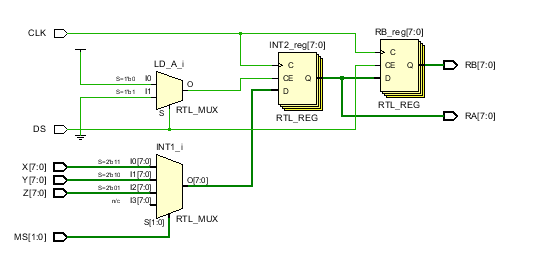 CLK
RB_reg[7:0]
INT2_reg[7:0]
C
CE Q
D
RB[7:0]
RTL_REG
LD_A_i
S=1'b0 I0
O
S=1'b1 I1
S
RTL_MUX
C
CE Q
D
RTL_REG
RA[7:0]
DS
INT1_i
X[7:0]
S=2'b11 I0[7:0]
Y[7:0]
S=2'b10 I1[7:0]
O[7:0]
Z[7:0]
S=2'b01 I2[7:0]
n/c I3[7:0]
S[1:0]
RTL_MUX
MS[1:0]